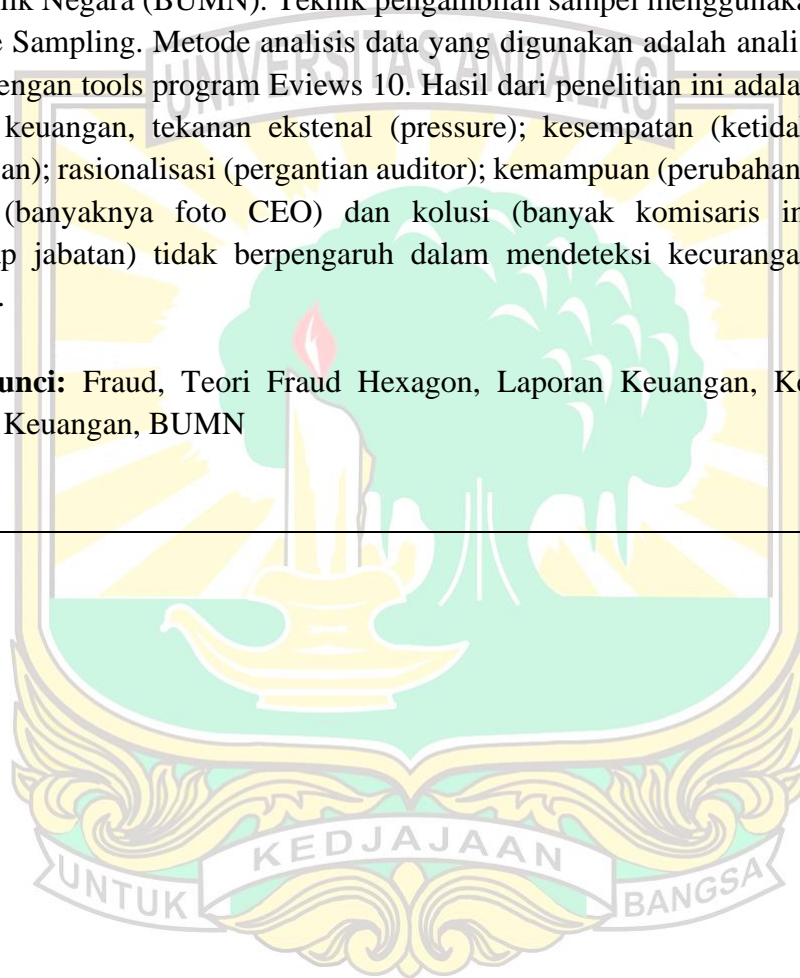 ik Negara (BUMN). Teknik pengambilan sampel menggunaka
e Sampling. Metode analisis data yang digunakan adalah anali
engan tools program Eviews 10. Hasil dari penelitian ini adala
keuangan, tekanan ekstenal (pressure); kesempatan (ketidal
an); rasionalisasi (pergantian auditor); kemampuan (perubahan
(banyaknya foto CEO) dan kolusi (banyak komisaris in
p jabatan) tidak berpengaruh dalam mendeteksi kecuranga
.
unci: Fraud, Teori Fraud Hexagon, Laporan Keuangan, Ke
Keuangan, BUMN
UNIVERSITAS ANDALAS
UNTUK KEDJAJAAN BANGSA